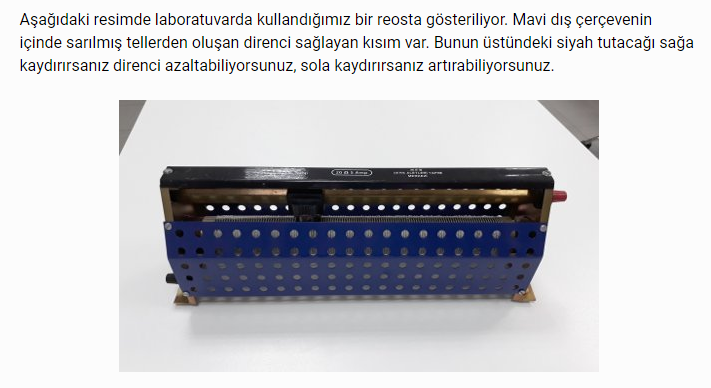 Aşağıdaki resimde laboratuvarda kullandığımız bir reosta gösteriliyor. Mavi dış çerçevenin
içinde sarılmış tellerden oluşan direnci sağlayan kısım var. Bunun üstündeki siyah tutacağı sağa
kaydırırsanız direnci azaltabiliyorsunuz, sola kaydırırsanız artırabiliyorsunuz.